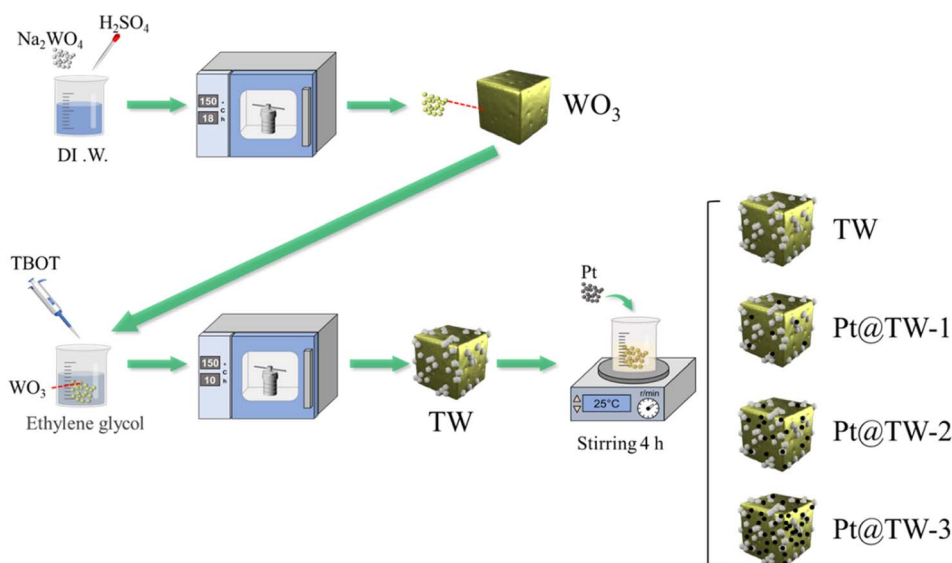 H₂SO₄
Na₂WO₄
DI .W.
150 °C
18 h
WO₃
TBOT
WO₃
Ethylene glycol
150 °C
10 h
TW
Pt
25°C
r/min
Stirring 4 h
TW
Pt@TW-1
Pt@TW-2
Pt@TW-3